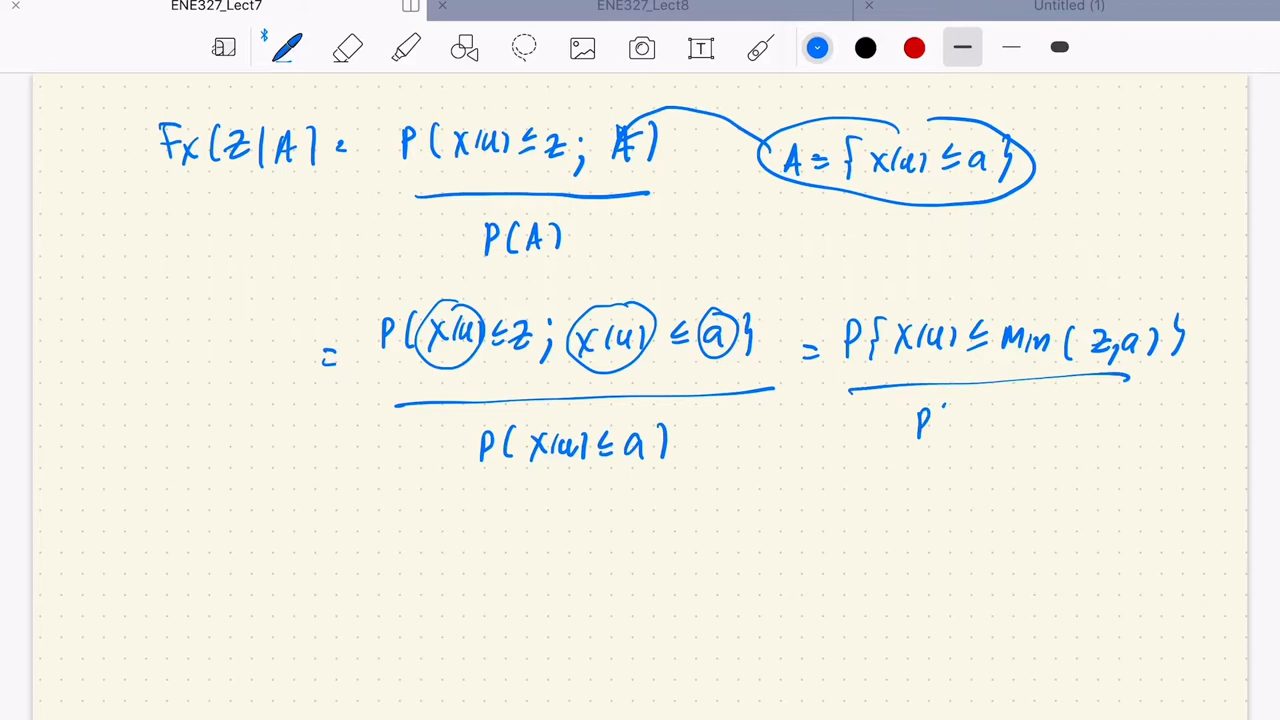 ENE327_Lect7 ENE327_Lect8 Untitled (1)
Fx(z|A) = P(x(u) ≤ z; A) A = {x(u) ≤ a}
P(A)
= P(x(u) ≤ z; x(u) ≤ a} = P{x(u) ≤ Min(z,a)}
P(x(u) ≤ a) P